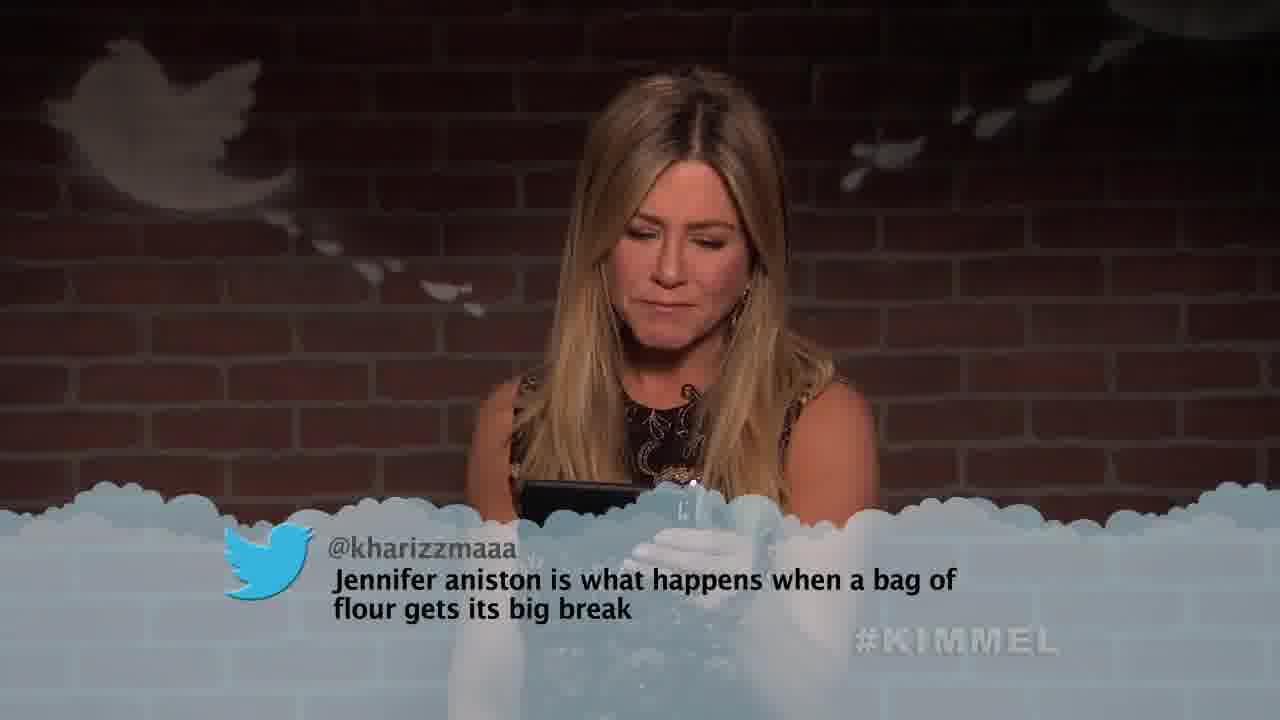 @kharizzmaaa
Jennifer aniston is what happens when a bag of
flour gets its big break
#KIMMEL